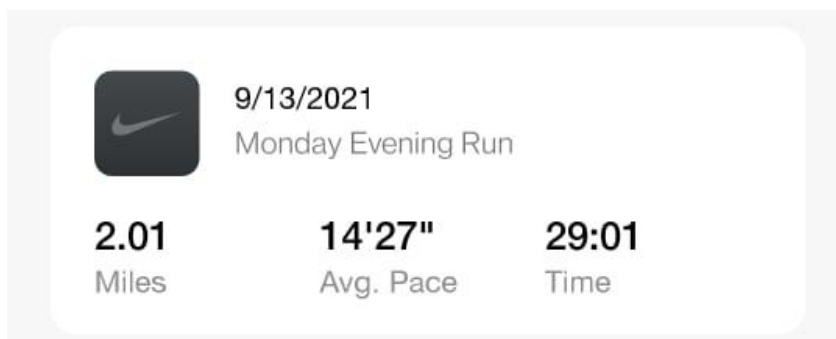 9/13/2021
Monday Evening Run
2.01 14'27" 29:01
Miles Avg. Pace Time